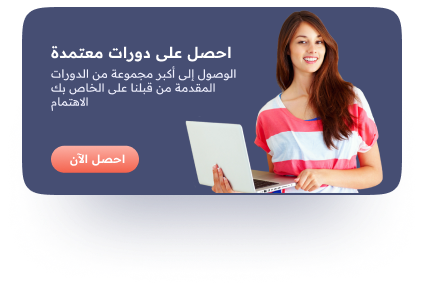 احصل على دورات معتمدة
الوصول إلى أكبر مجموعة من الدورات
المقدمة من قبلنا على الخاص بك
الاهتمام
احصل الآن